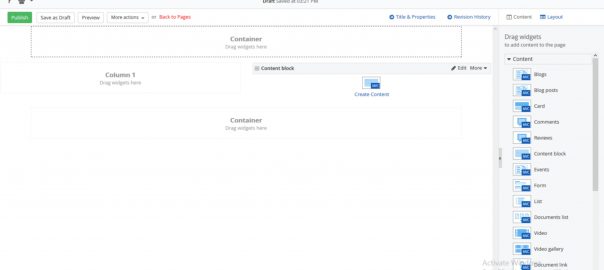 Draft Saved at 03:21 PM
Publish Save as Draft Preview More actions or Back to Pages Title & Properties Revision History Content Layout
Container
Drag widgets here
Column 1
Drag widgets here
Content block Edit More
Create Content
Container
Drag widgets here
Drag widgets
to add content to the page
Content
Blogs
Blog posts
Card
Comments
Reviews
Content block
Events
Form
List
Documents list
Video
Video gallery
Document link
Activate Win